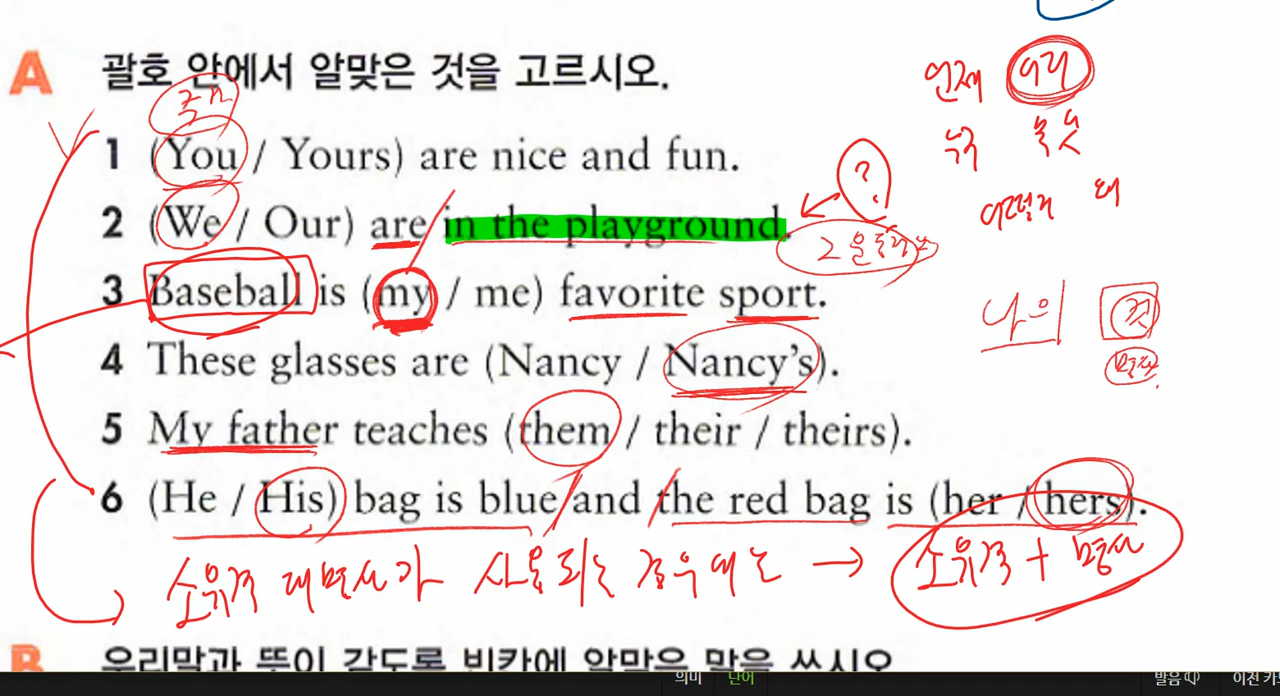 A 괄호 안에서 알맞은 것을 고르시오.
언제 어디
누구 무엇
어떻게 왜
1 (You / Yours) are nice and fun.
?
2 (We / Our) are in the playground.
3 Baseball is (my / me) favorite sport.
나의 것
명사
4 These glasses are (Nancy / Nancy's).
5 My father teaches (them / their / theirs).
6 (He / His) bag is blue and the red bag is (her / hers).
소유격 대명사가 사용되는 경우에는 → 소유격 + 명사
B 우리말과 뜻이 같도록 빈칸에 알맞은 말을 쓰시오
의미 단어 발음 이전 카